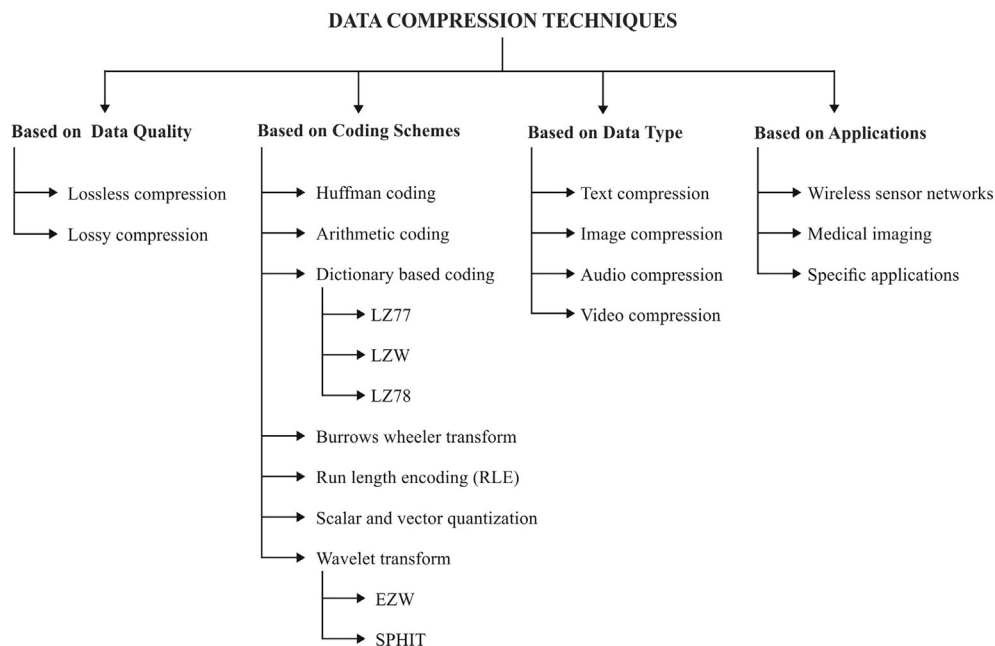 DATA COMPRESSION TECHNIQUES
Based on Data Quality
Lossless compression
Lossy compression
Based on Coding Schemes
Huffman coding
Arithmetic coding
Dictionary based coding
LZ77
LZW
LZ78
Burrows wheeler transform
Run length encoding (RLE)
Scalar and vector quantization
Wavelet transform
EZW
SPHIT
Based on Data Type
Text compression
Image compression
Audio compression
Video compression
Based on Applications
Wireless sensor networks
Medical imaging
Specific applications